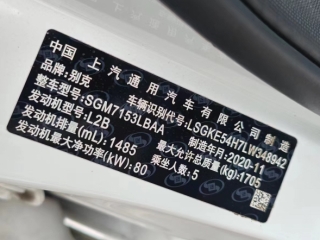 中国 上汽通用汽车有限公司 制造
品牌:别克 车辆识别代号:LSGKE54H7LW348942
整车型号:SGM7153LBAA 制造年月:2020-11
发动机型号:L2B 最大允许总质量(kg):1705
发动机排量(mL):1485 乘坐人数:5
发动机最大净功率(kW):80